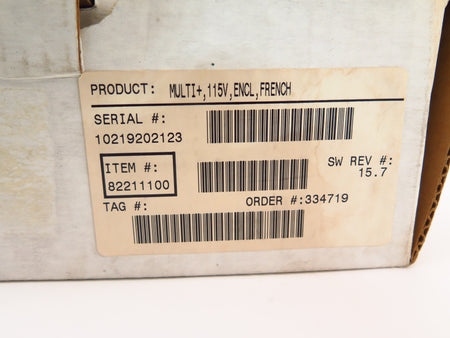 PRODUCT: MULTI+,115V,ENCL,FRENCH
SERIAL #:
10219202123
ITEM #:
82211100
SW REV #:
15.7
TAG #:
ORDER #:334719